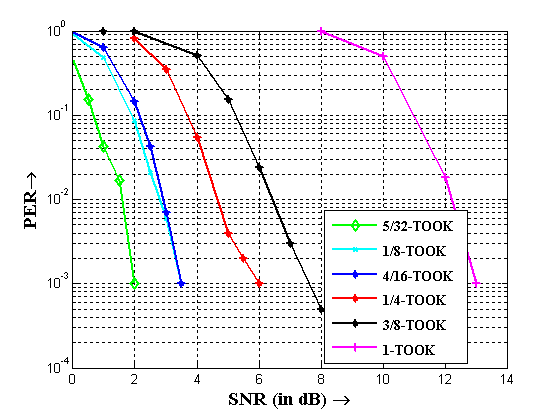 10^0
10^-1
10^-2
10^-3
10^-4
PER→
0 2 4 6 8 10 12 14
SNR (in dB) →
5/32-TOOK
1/8-TOOK
4/16-TOOK
1/4-TOOK
3/8-TOOK
1-TOOK